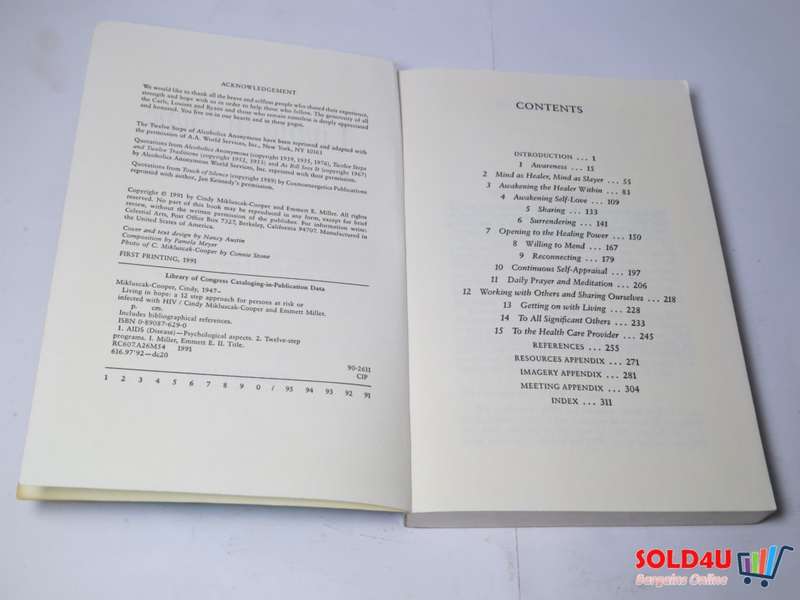 ACKNOWLEDGEMENT
We would like to thank all the brave and selfless people who shared their experience,
strength and hope with us in order to help those who follow. The generosity of all
the Carls, Louises and Ryans and those who remain nameless is deeply appreciated
and honored. You live on in our hearts and in these pages.
The Twelve Steps of Alcoholics Anonymous have been reprinted and adapted with
the permission of A.A. World Services, Inc., New York, NY 10163
Quotations from Alcoholics Anonymous (copyright 1939, 1955, 1976), Twelve Steps
and Twelve Traditions (copyright 1952, 1953) and As Bill Sees It (copyright 1967)
by Alcoholics Anonymous World Services, Inc. reprinted with their permission.
Quotations from Touch of Silence (copyright 1989) by Cosmoenergetics Publications
reprinted with author, Jan Kennedy's permission.
Copyright © 1991 by Cindy Mikluscak-Cooper and Emmett E. Miller. All rights
reserved. No part of this book may be reproduced in any form, except for brief
review, without the written permission of the publisher. For information write:
Celestial Arts, Post Office Box 7327, Berkeley, California 94707. Manufactured in
the United States of America.
Cover and text design by Nancy Austin
Composition by Pamela Meyer
Photo of C. Mikluscak-Cooper by Connie Stone
FIRST PRINTING, 1991
Library of Congress Cataloging-in-Publication Data
Mikluscak-Cooper, Cindy, 1947-
Living in hope: a 12 step approach for persons at risk or
infected with HIV / Cindy Mikluscak-Cooper and Emmett Miller.
p. cm.
Includes bibliographical references.
ISBN 0-89087-629-0
1. AIDS (Disease)—Psychological aspects. 2. Twelve-step
programs. I. Miller, Emmett E. II. Title.
RC607.A26M54 1991
616.97'92—dc20
90-2631
CIP
1 2 3 4 5 6 7 8 9 0 / 95 94 93 92 91
CONTENTS
INTRODUCTION . . . 1
1 Awareness . . . 15
2 Mind as Healer, Mind as Slayer . . . 55
3 Awakening the Healer Within . . . 81
4 Awakening Self-Love . . . 109
5 Sharing . . . 133
6 Surrendering . . . 141
7 Opening to the Healing Power . . . 150
8 Willing to Mend . . . 167
9 Reconnecting . . . 179
10 Continuous Self-Appraisal . . . 197
11 Daily Prayer and Meditation . . . 206
12 Working with Others and Sharing Ourselves . . . 218
13 Getting on with Living . . . 228
14 To All Significant Others . . . 233
15 To the Health Care Provider . . . 245
REFERENCES . . . 255
RESOURCES APPENDIX . . . 271
IMAGERY APPENDIX . . . 281
MEETING APPENDIX . . . 304
INDEX . . . 311
SOLD4U
Bargains Online